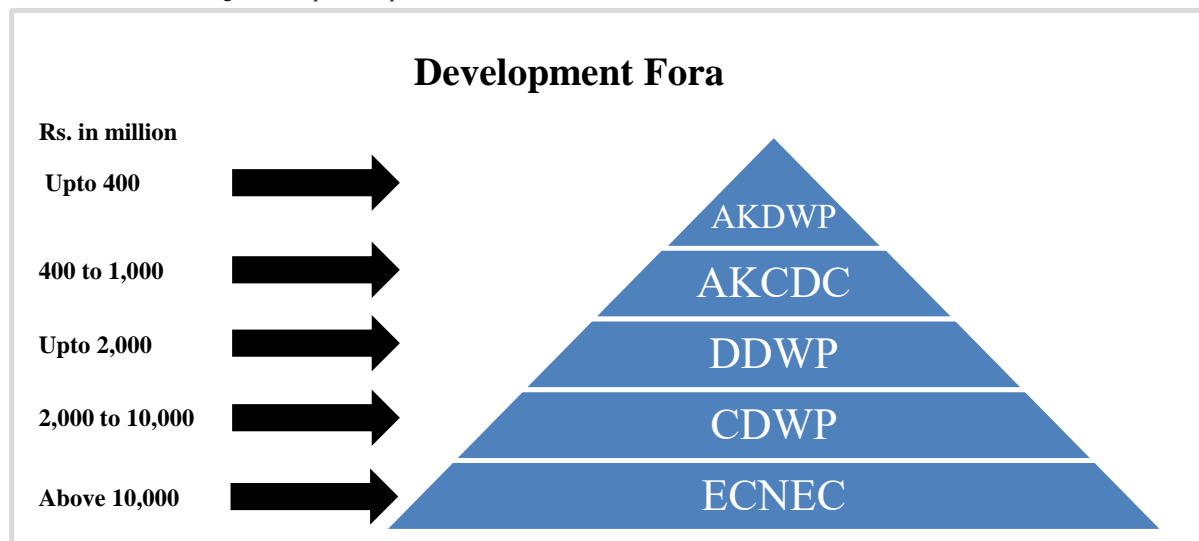 Development Fora
Rs. in million
Upto 400
AKDWP
400 to 1,000
AKCDC
Upto 2,000
DDWP
2,000 to 10,000
CDWP
Above 10,000
ECNEC